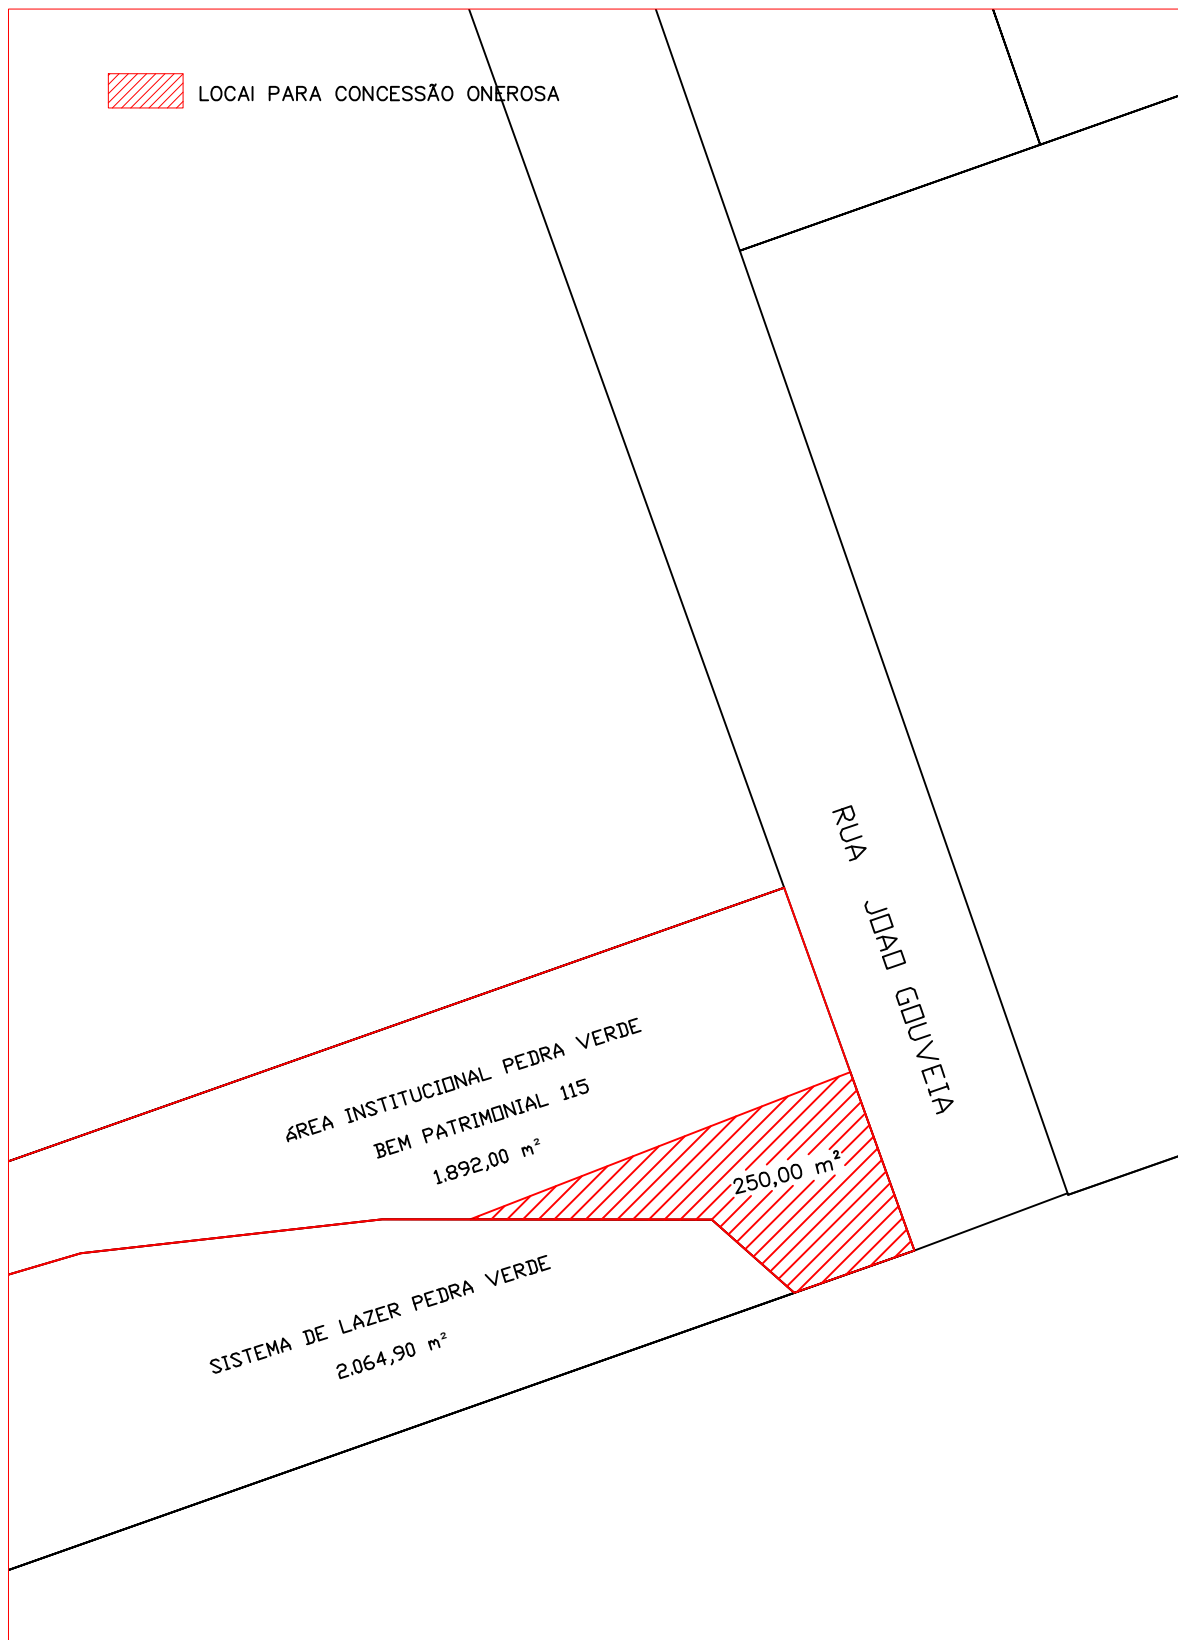 LOCAI PARA CONCESSÃO ONEROSA
RUA JOAO GOUVEIA
ÁREA INSTITUCIONAL PEDRA VERDE
BEM PATRIMONIAL 115
1.892,00 m²
250,00 m²
SISTEMA DE LAZER PEDRA VERDE
2.064,90 m²